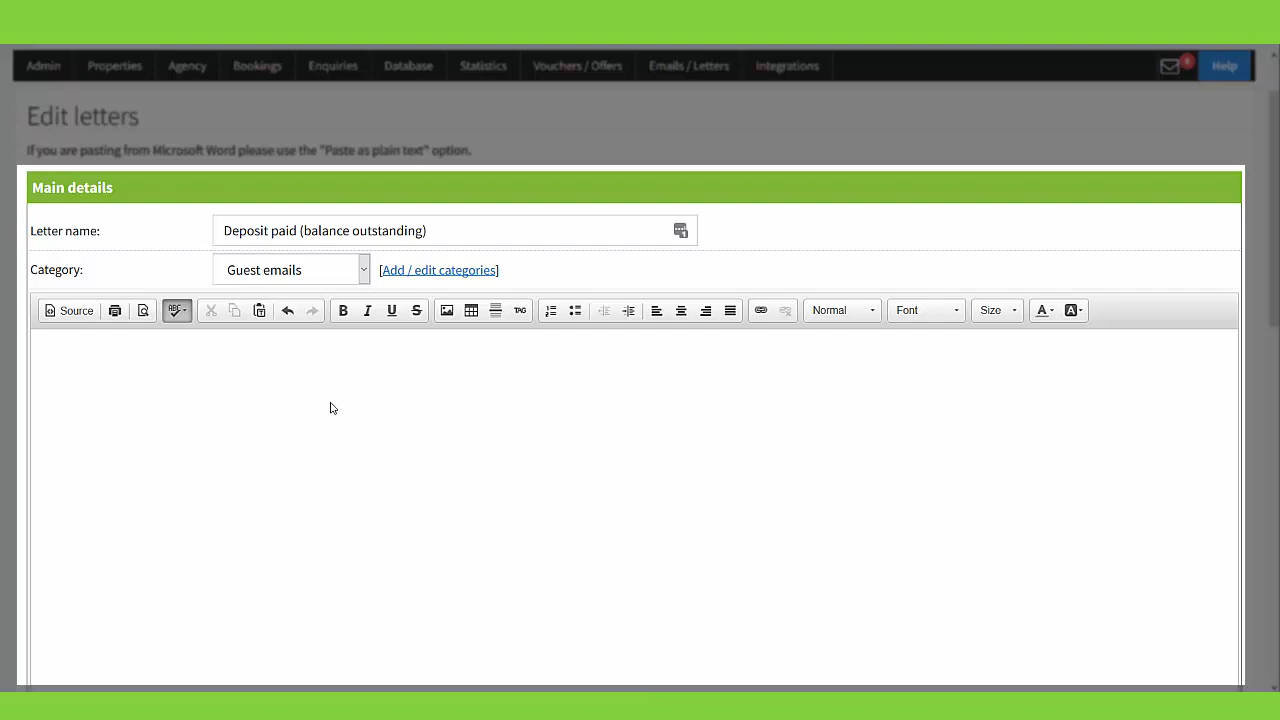 Admin Properties Agency Bookings Enquiries Database Statistics Vouchers / Offers Emails / Letters Integrations Help
Edit letters
If you are pasting from Microsoft Word please use the "Paste as plain text" option.
Main details
Letter name: Deposit paid (balance outstanding)
Category: Guest emails [Add / edit categories]
Source ABC B I U S TAG Normal Font Size A A